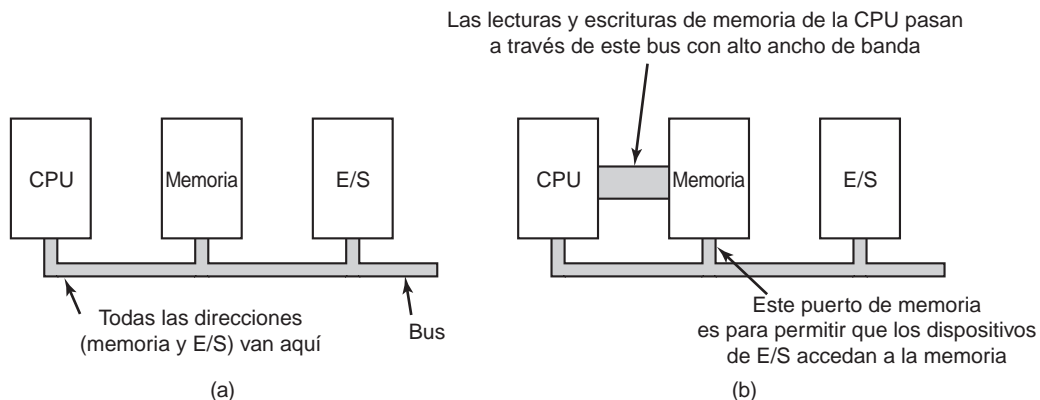 Las lecturas y escrituras de memoria de la CPU pasan
a través de este bus con alto ancho de banda
CPU
Memoria
E/S
Todas las direcciones
(memoria y E/S) van aquí
Bus
(a)
CPU
Memoria
E/S
Este puerto de memoria
es para permitir que los dispositivos
de E/S accedan a la memoria
(b)